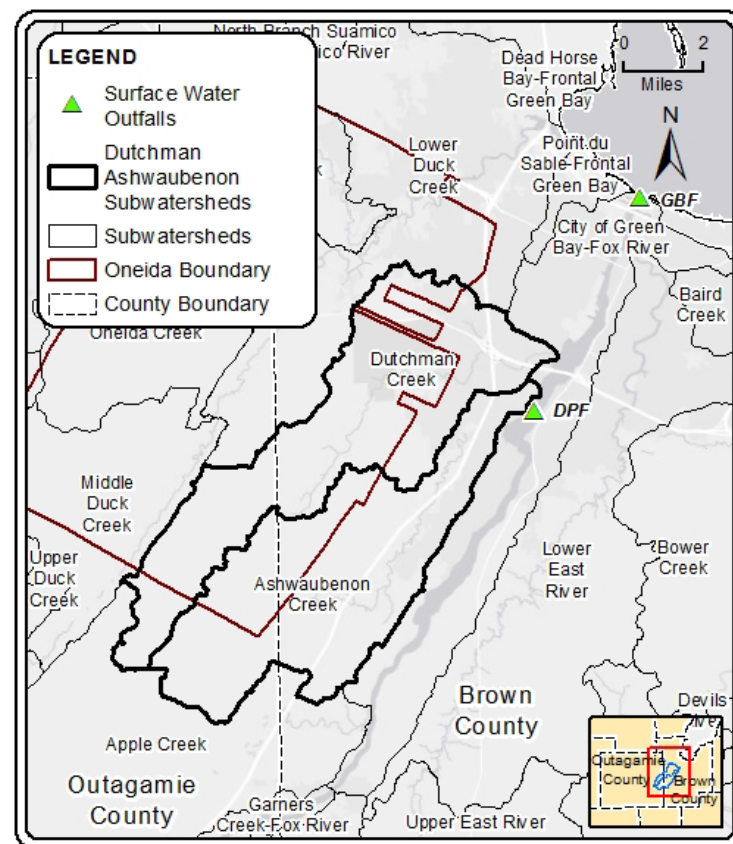 LEGEND
Surface Water
Outfalls
Dutchman
Ashwaubenon
Subwatersheds
Subwatersheds
Oneida Boundary
County Boundary
North Branch Suamico
ico River
0 2
Miles
N
Dead Horse
Bay-Frontal
Green Bay
Lower
Duck
Creek
Point du
Sable-Frontal
Green Bay
GBF
City of Green
Bay-Fox River
Baird
Creek
k
Oneida Creek
Dutchman
Creek
DPF
Middle
Duck
Creek
Upper
Duck
Creek
Ashwaubenon
Creek
Lower
East
River
Bower
Creek
Brown
County
Devils
Apple Creek
Outagamie
County
Garners
Creek-Fox River
Upper East River
Outagamie
County
Brown
County